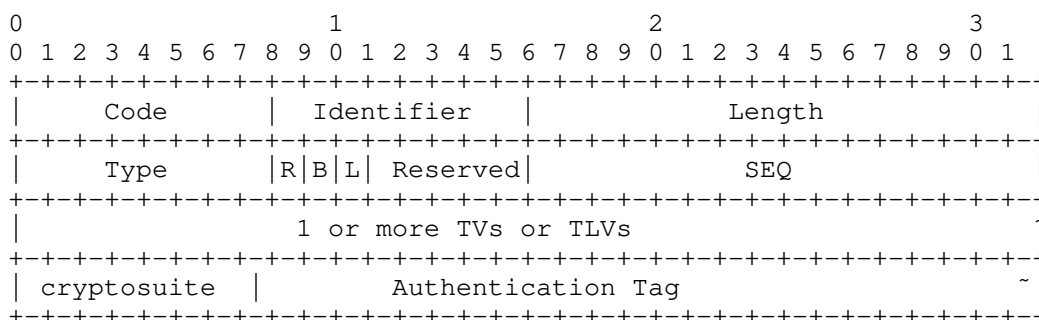 0                   1                   2                   3
0 1 2 3 4 5 6 7 8 9 0 1 2 3 4 5 6 7 8 9 0 1 2 3 4 5 6 7 8 9 0 1
+-+-+-+-+-+-+-+-+-+-+-+-+-+-+-+-+-+-+-+-+-+-+-+-+-+-+-+-+-+-+-+--
|     Code      |  Identifier   |            Length
+-+-+-+-+-+-+-+-+-+-+-+-+-+-+-+-+-+-+-+-+-+-+-+-+-+-+-+-+-+-+-+--
|     Type      |R|B|L| Reserved|             SEQ
+-+-+-+-+-+-+-+-+-+-+-+-+-+-+-+-+-+-+-+-+-+-+-+-+-+-+-+-+-+-+-+--
|                 1 or more TVs or TLVs                         ~
+-+-+-+-+-+-+-+-+-+-+-+-+-+-+-+-+-+-+-+-+-+-+-+-+-+-+-+-+-+-+-+--
| cryptosuite  |        Authentication Tag                     ~
+-+-+-+-+-+-+-+-+-+-+-+-+-+-+-+-+-+-+-+-+-+-+-+-+-+-+-+-+-+-+-+--